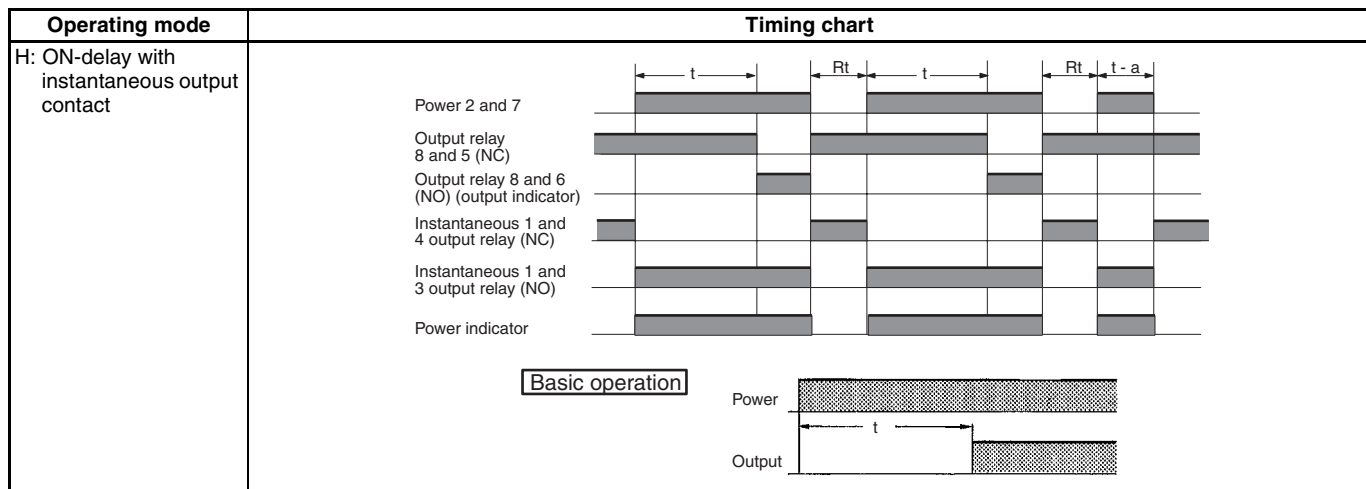 Operating mode
Timing chart
H: ON-delay with
instantaneous output
contact
t
Rt
t
Rt
t - a
Power 2 and 7
Output relay
8 and 5 (NC)
Output relay 8 and 6
(NO) (output indicator)
Instantaneous 1 and
4 output relay (NC)
Instantaneous 1 and
3 output relay (NO)
Power indicator
Basic operation
Power
t
Output